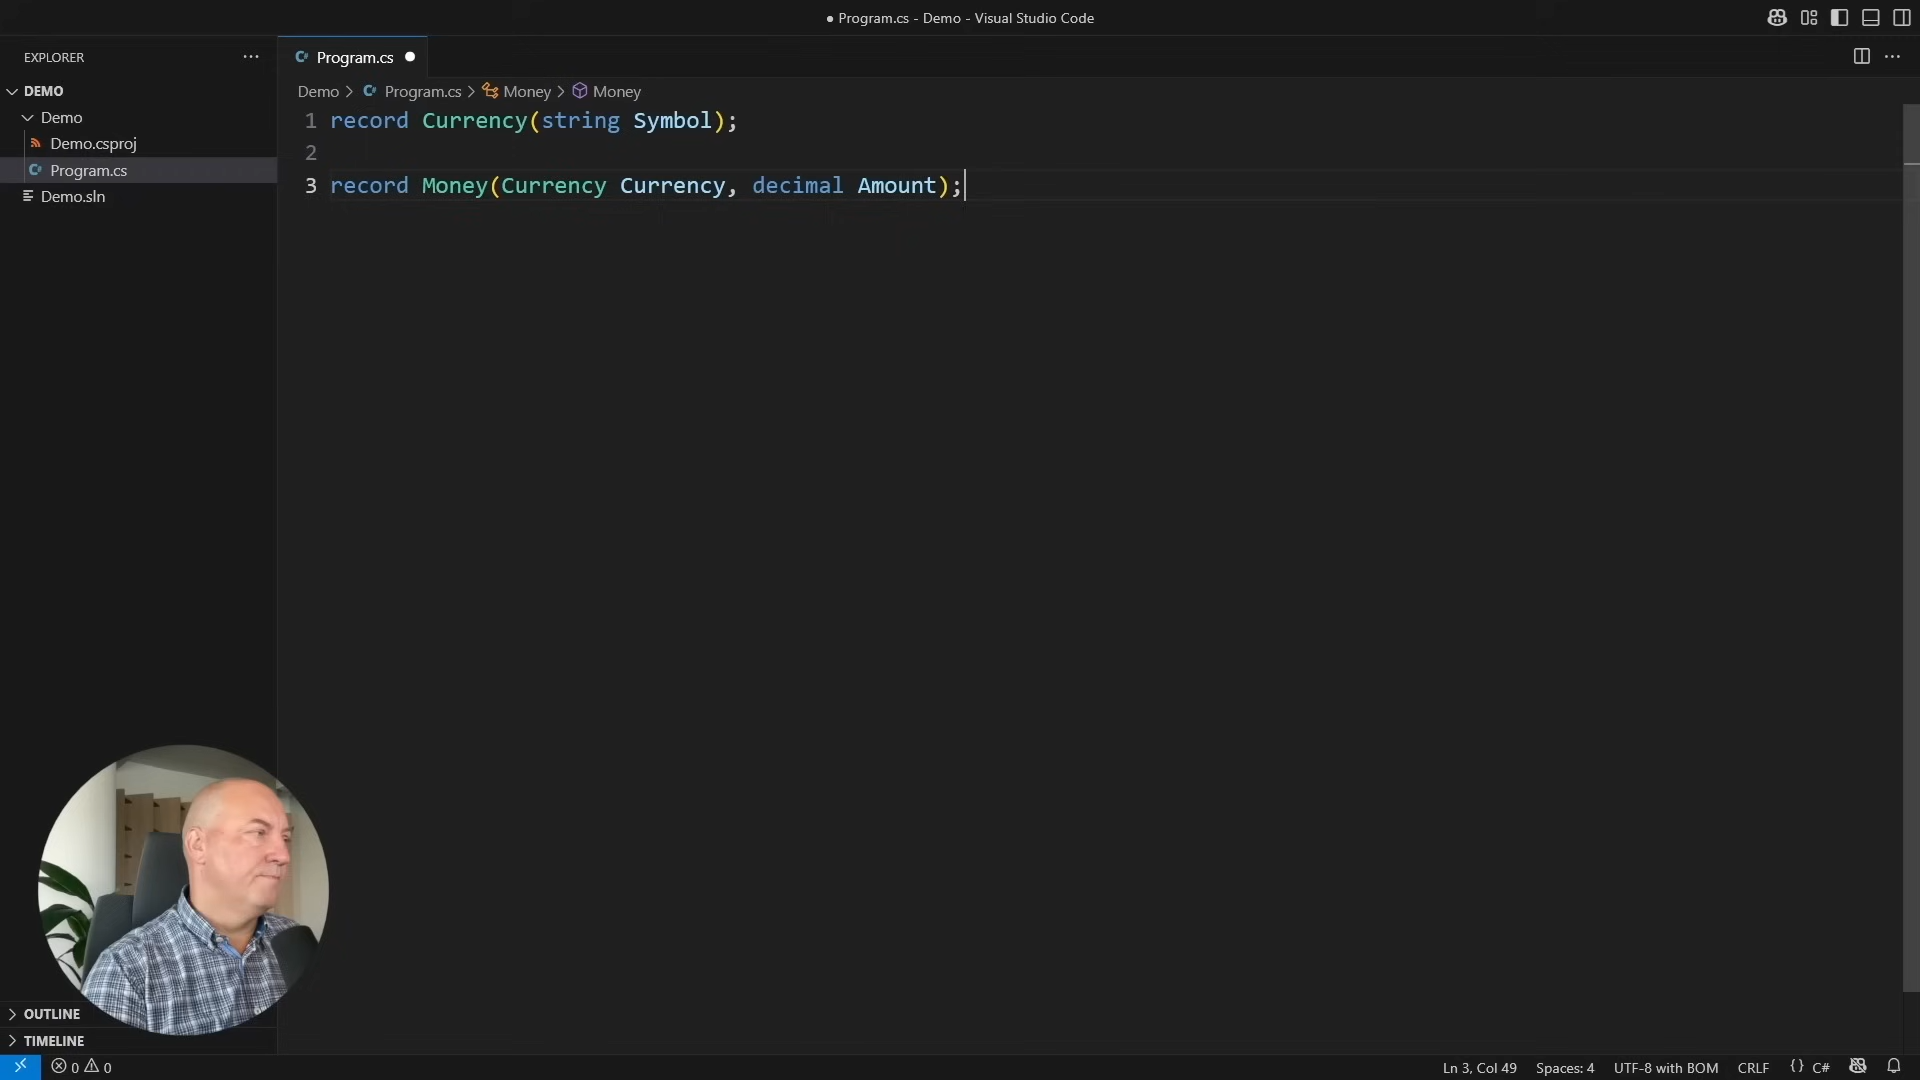 ● Program.cs - Demo - Visual Studio Code
EXPLORER
DEMO
Demo
Demo.csproj
Program.cs
Demo.sln
Program.cs
Demo > Program.cs > Money > Money
1 record Currency(string Symbol);
2
3 record Money(Currency Currency, decimal Amount);
OUTLINE
TIMELINE
0 0
Ln 3, Col 49 Spaces: 4 UTF-8 with BOM CRLF {} C#